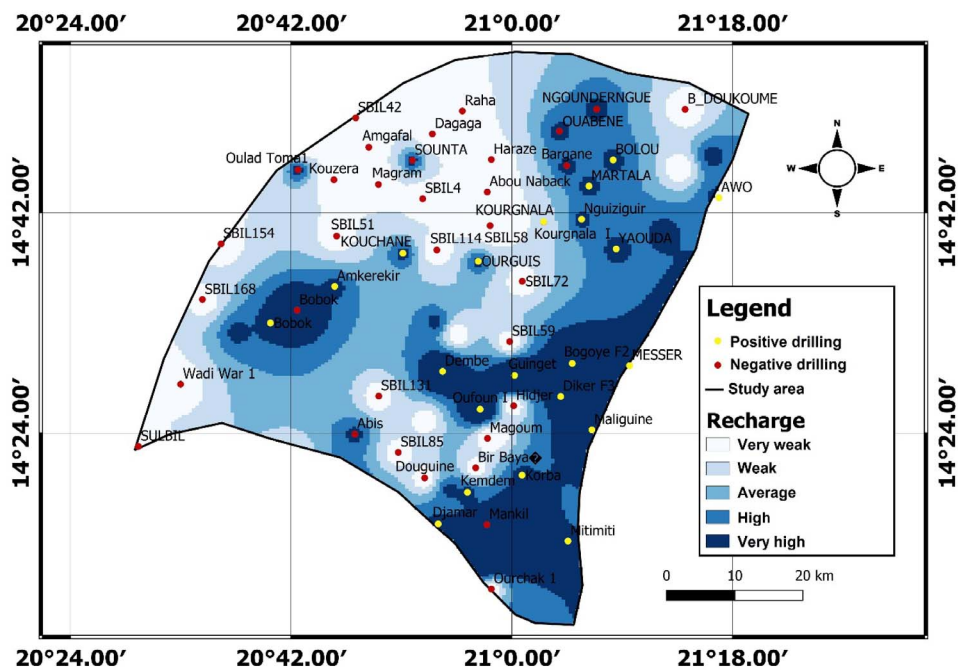 20°24.00′ 20°42.00′ 21°0.00′ 21°18.00′
SBIL42
Raha
NGOUNDERNGUE
B_DOUKOUME
Dagaga
OUABENE
Amgafal
SOUNTA
Haraze
Bargane
BOLOU
Oulad Toma1
Kouzera
Magram
SBIL4
Abou Naback
MARTALA
AWO
14°42.00′
14°42.00′
KOURGNALA
Nguiziguir
SBIL154
SBIL51
KOUCHANE
SBIL114
SBIL58
Kourgnala I
YAOUDA
OURGUIS
SBIL168
Amkerekir
SBIL72
Bobok
Bobok
SBIL59
Wadi War 1
Dembe
Guinget
Bogoye F2
MESSER
SBIL131
Oufoun I
Hidjer
Diker F3
SULBIL
Abis
Magoum
Maliguine
14°24.00′
14°24.00′
SBIL85
Douguine
Bir Baya�
Kemdem
Korba
Djamar
Mankil
Mitimiti
Oorchak 1
N
W E
S
Legend
Positive drilling
Negative drilling
Study area
Recharge
Very weak
Weak
Average
High
Very high
0 10 20 km
20°24.00′ 20°42.00′ 21°0.00′ 21°18.00′